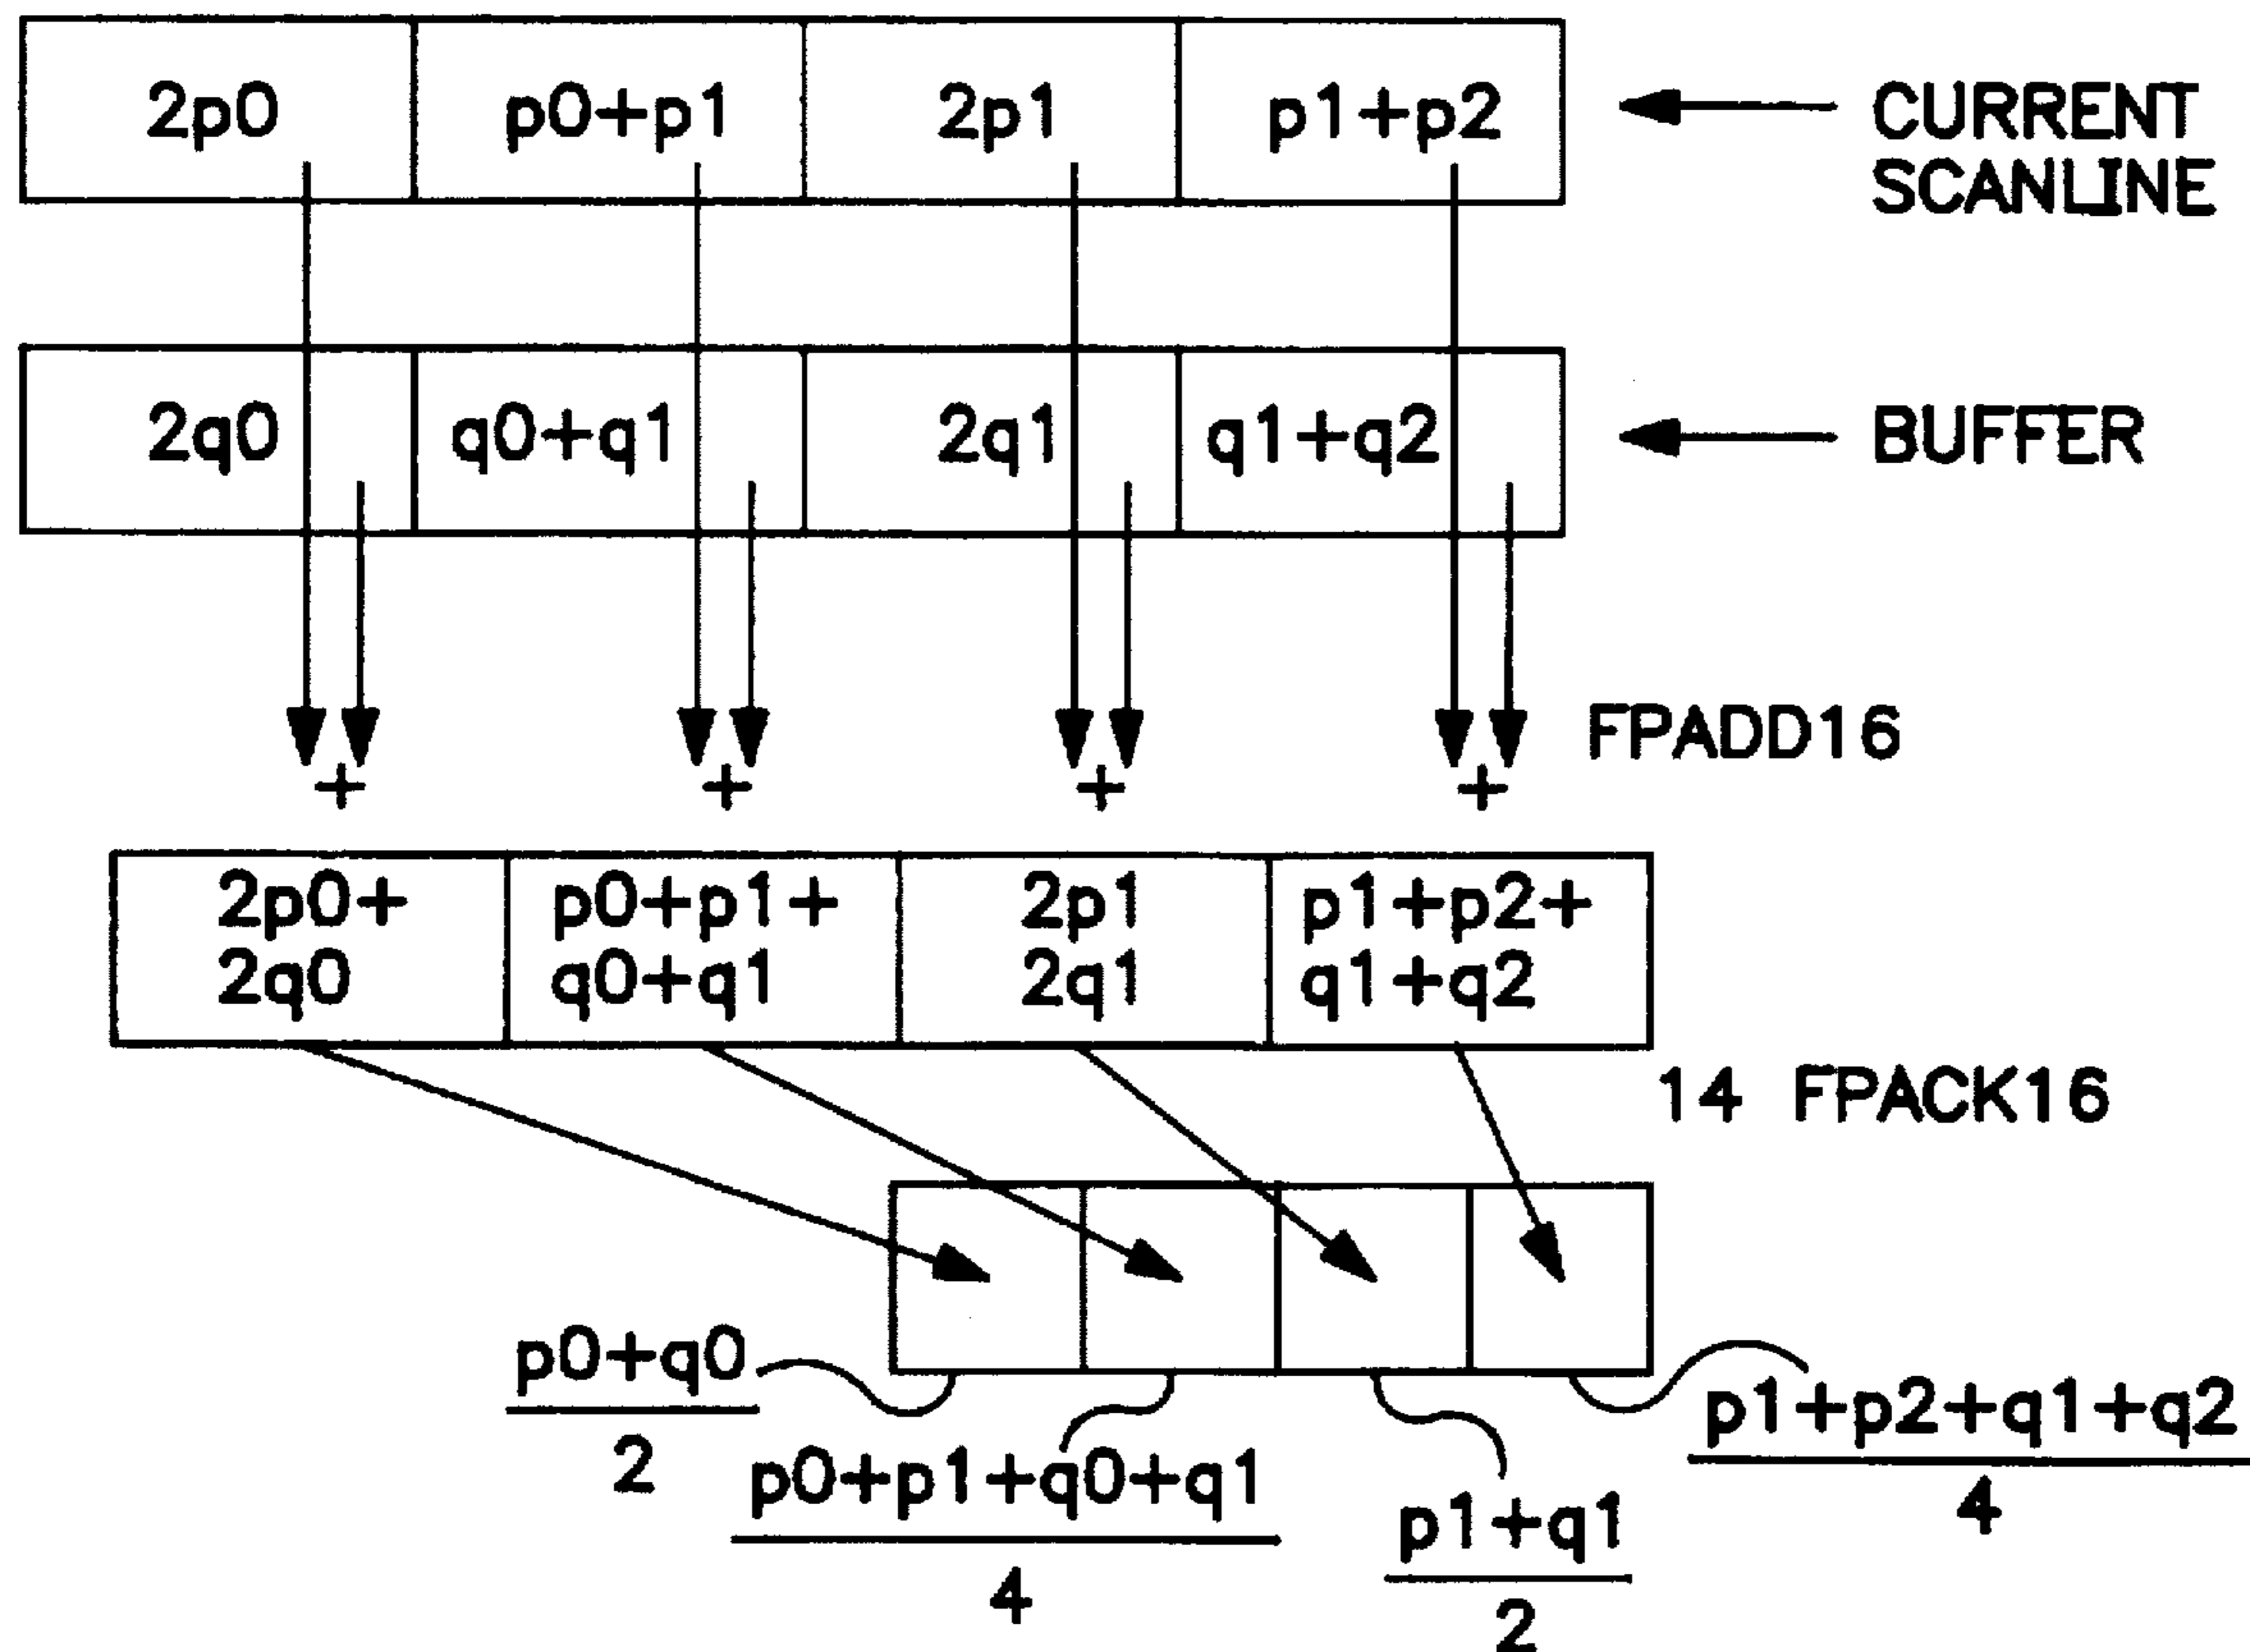 2p0
p0+p1
2p1
p1+p2
CURRENT
SCANLINE
2q0
q0+q1
2q1
q1+q2
BUFFER
FPADD16
+
+
+
+
2p0+
2q0
p0+p1+
q0+q1
2p1
2q1
p1+p2+
q1+q2
14 FPACK16
p0+q0
2
p0+p1+q0+q1
4
p1+q1
2
p1+p2+q1+q2
4